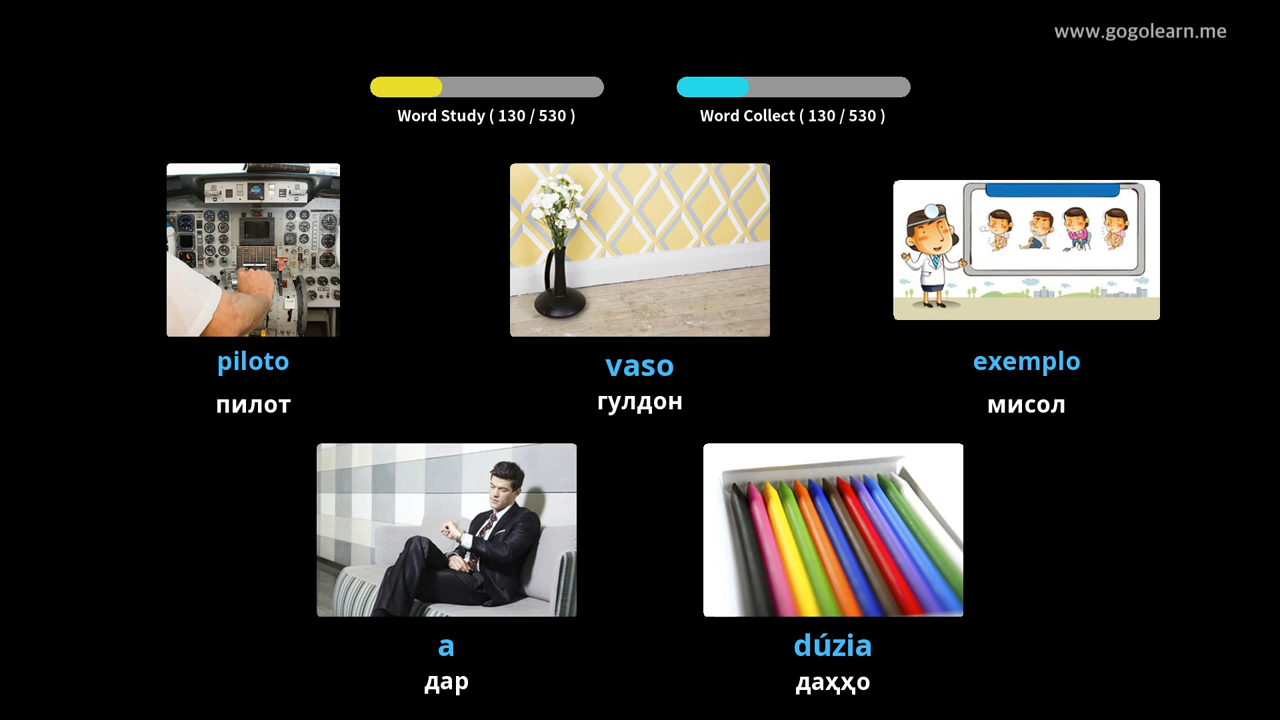 www.gogolearn.me
Word Study ( 130 / 530 )
Word Collect ( 130 / 530 )
piloto
пилот
vaso
гулдон
exemplo
мисол
a
дар
dúzia
даҳҳо